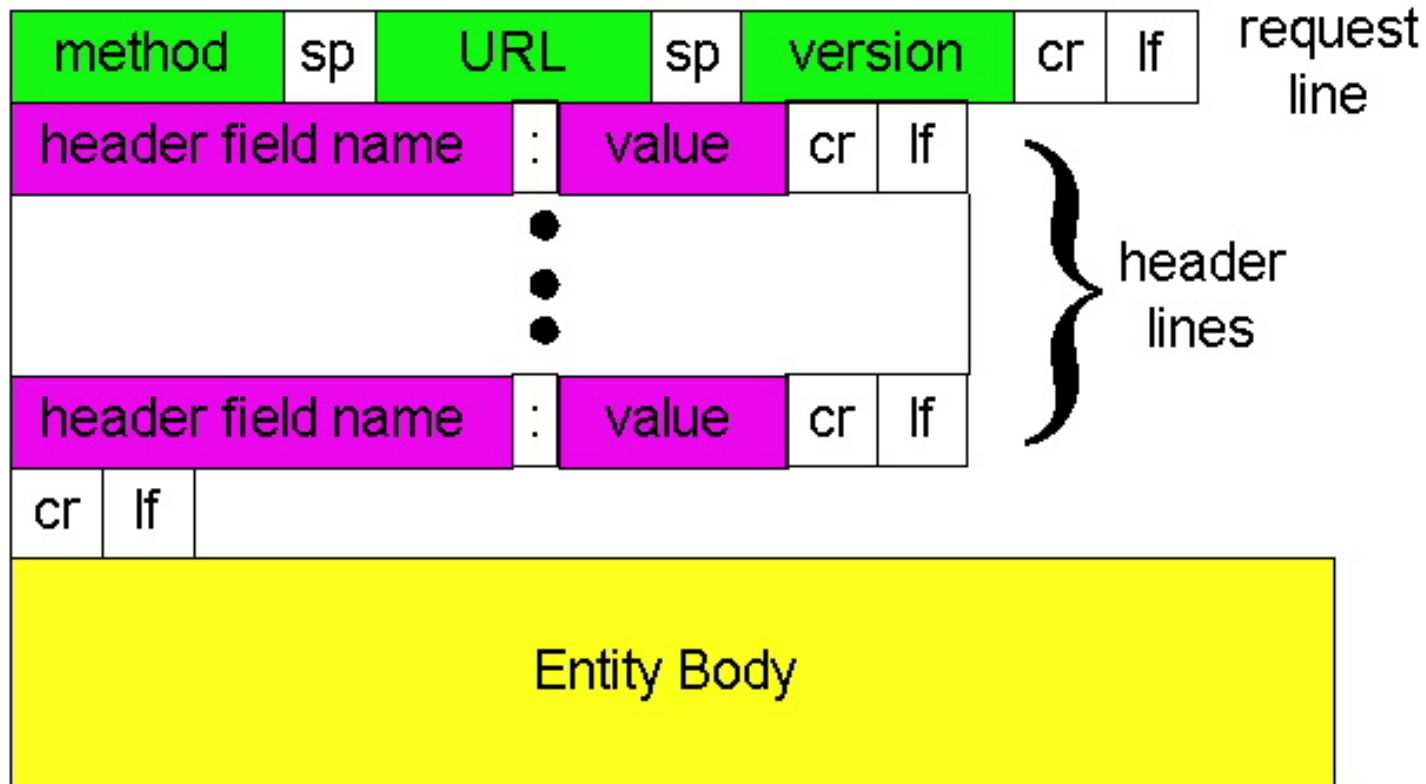 method sp URL sp version cr lf
request
line
header field name : value cr lf
header
lines
header field name : value cr lf
cr lf
Entity Body